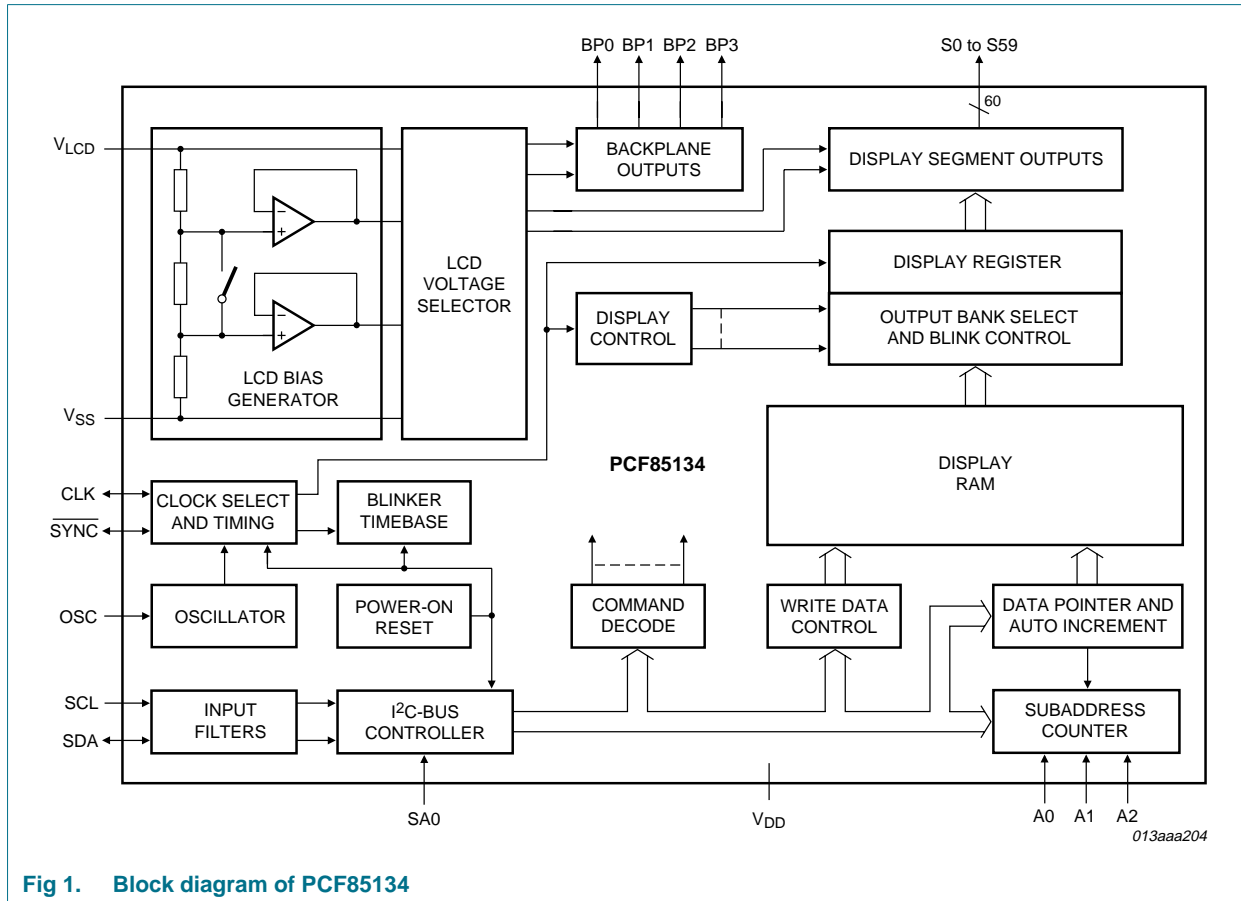 BP0 BP1 BP2 BP3
S0 to S59
60
VLCD
BACKPLANE
OUTPUTS
DISPLAY SEGMENT OUTPUTS
LCD
VOLTAGE
SELECTOR
DISPLAY REGISTER
DISPLAY
CONTROL
OUTPUT BANK SELECT
AND BLINK CONTROL
LCD BIAS
GENERATOR
VSS
PCF85134
DISPLAY
RAM
CLK
SYNC
CLOCK SELECT
AND TIMING
BLINKER
TIMEBASE
OSC
OSCILLATOR
POWER-ON
RESET
COMMAND
DECODE
WRITE DATA
CONTROL
DATA POINTER AND
AUTO INCREMENT
SCL
SDA
INPUT
FILTERS
I2C-BUS
CONTROLLER
SUBADDRESS
COUNTER
SA0
VDD
A0 A1 A2
013aaa204
Fig 1. Block diagram of PCF85134